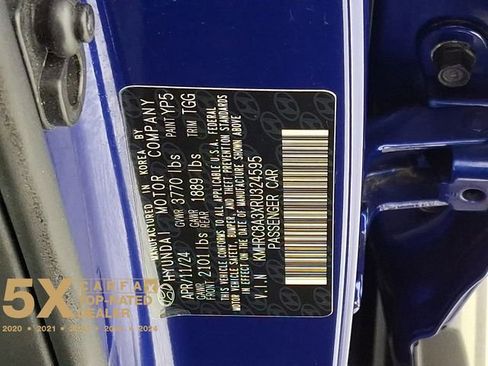 MANUFACTURED IN KOREA BY
HYUNDAI MOTOR COMPANY
APR/11/24 GVWR 3770 lbs PAINT YP5
GAWR FRONT 2101 lbs GAWR REAR 1889 lbs TRIM TGG
THIS VEHICLE CONFORMS TO ALL APPLICABLE U.S.A. FEDERAL
MOTOR VEHICLE SAFETY, BUMPER, AND THEFT PREVENTION STANDARDS
IN EFFECT ON THE DATE OF MANUFACTURE SHOWN ABOVE
V.I.N KMHRC8A3XRU324595
PASSENGER CAR
5X CARFAX
TOP-RATED
DEALER
2020 • 2021 • 2022 • 2023 • 2024